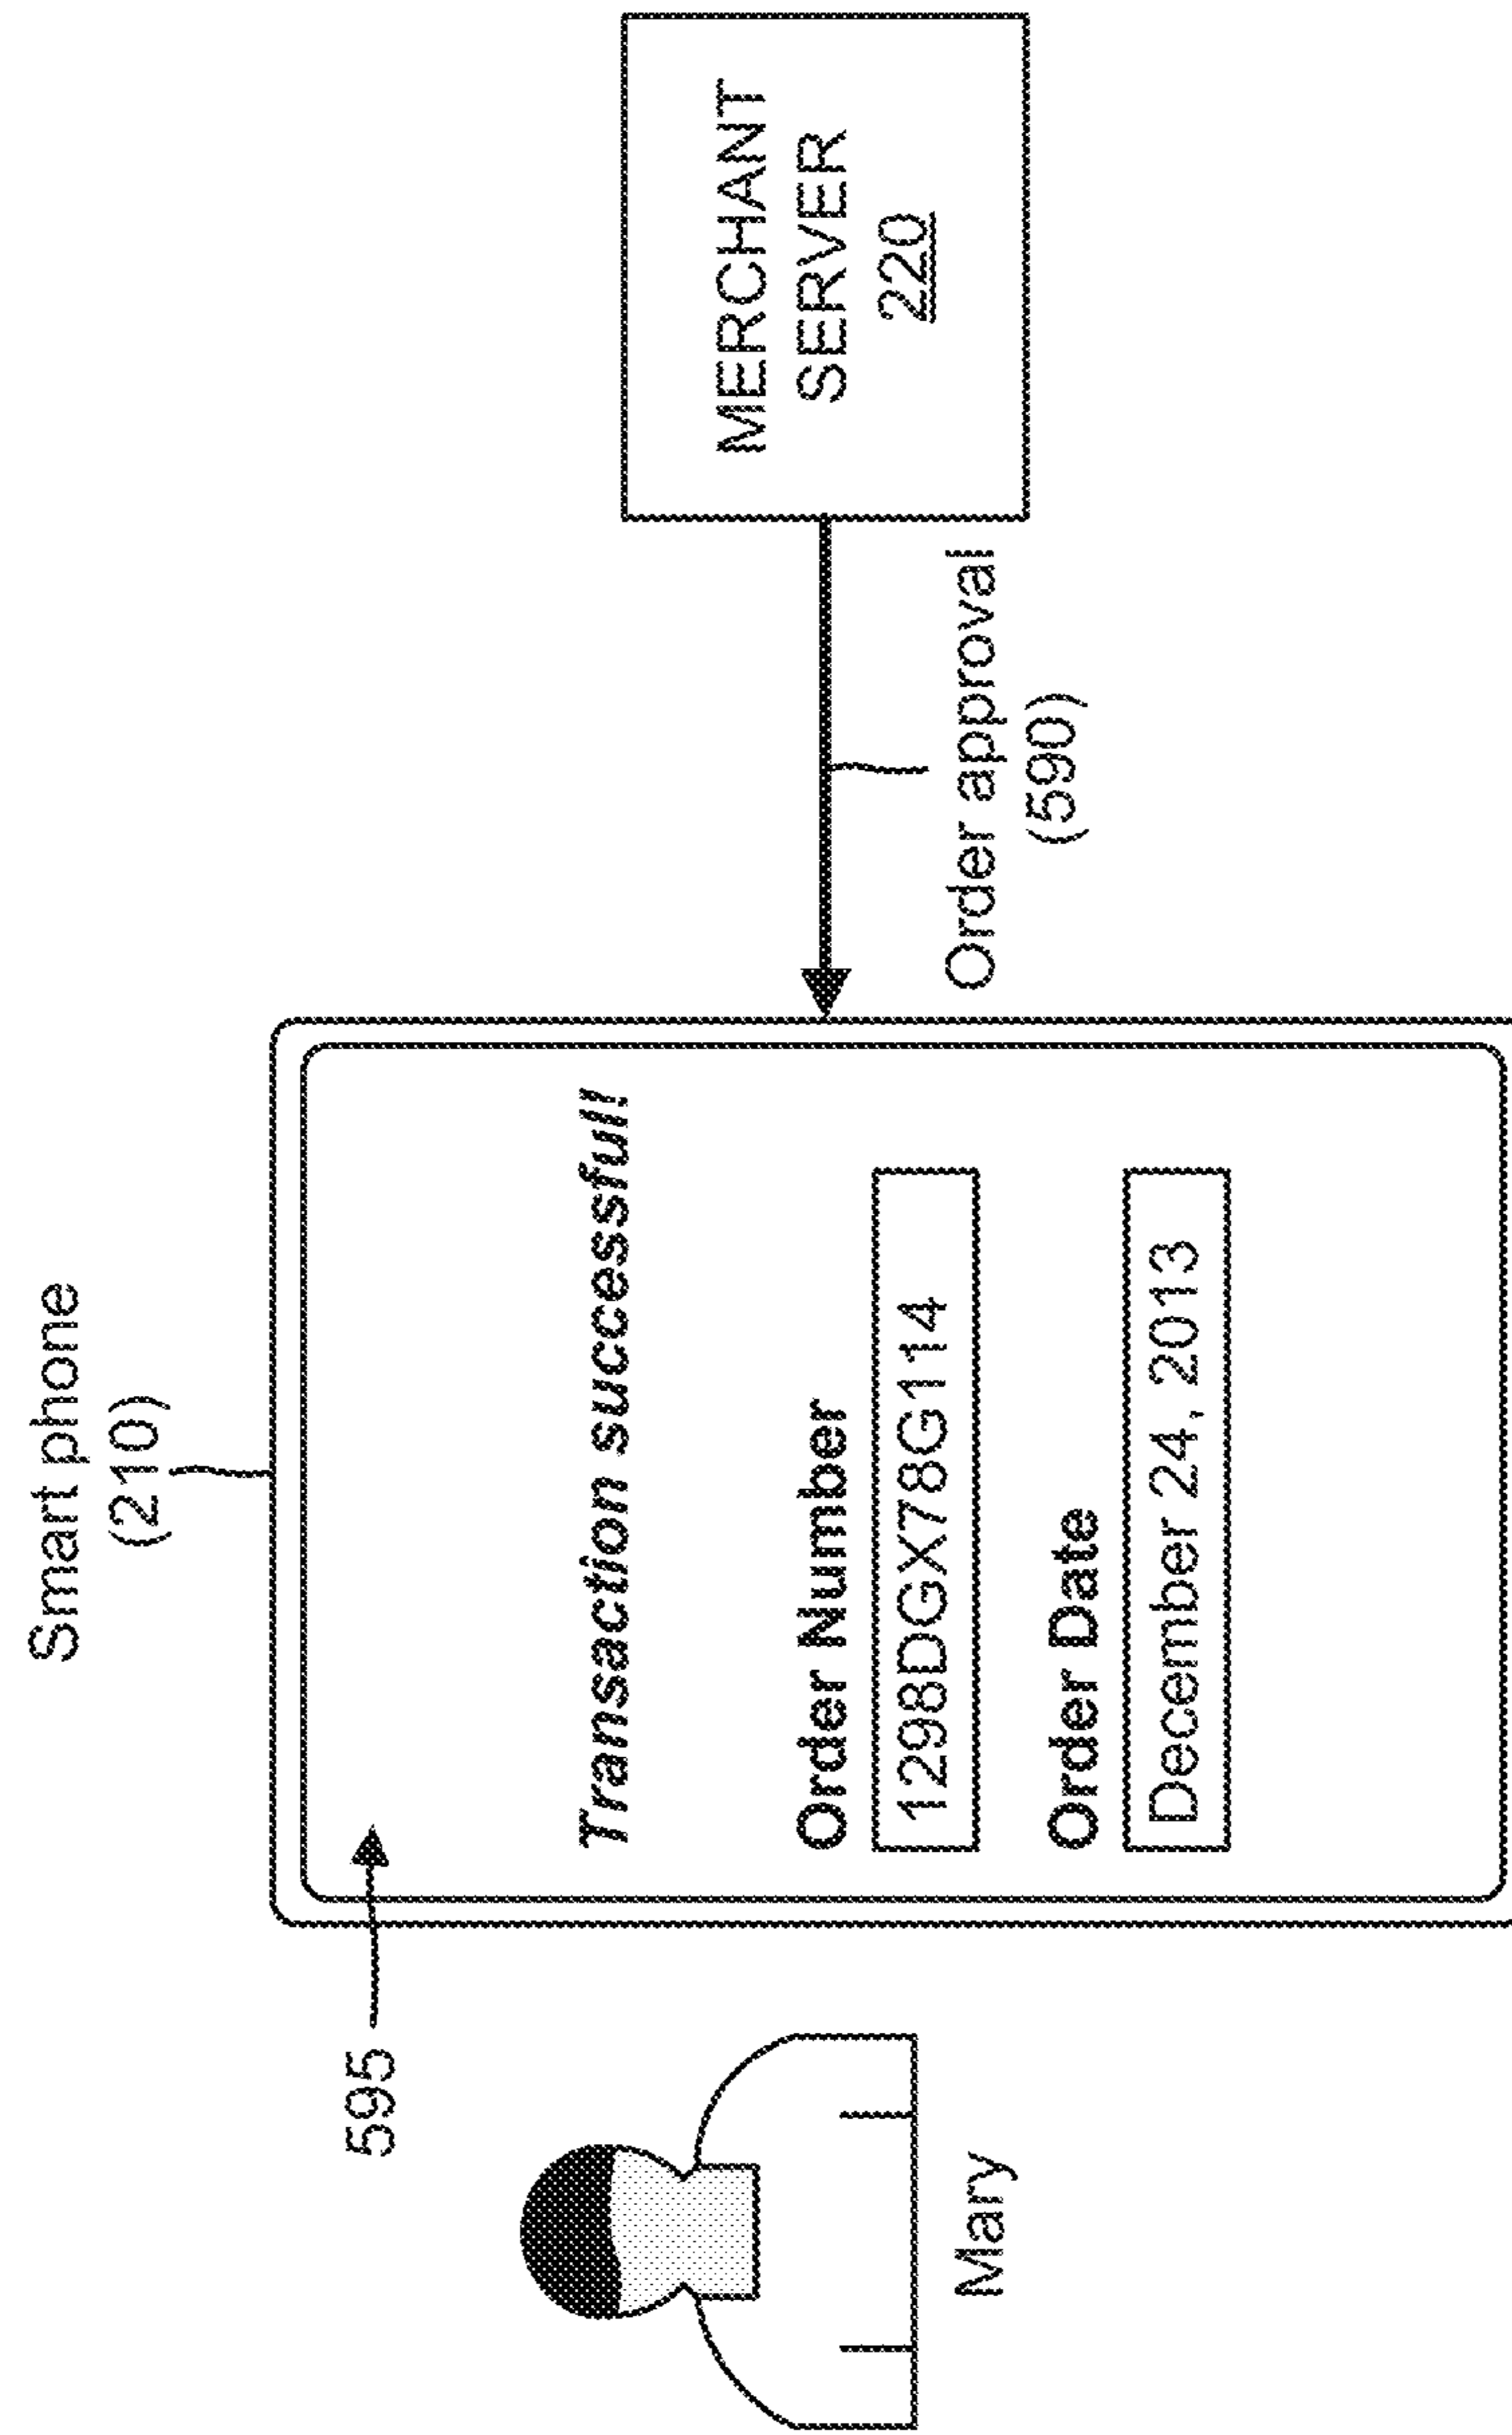 Smart phone
(210)
595
Transaction successful!
Order Number
1298DGX78G114
Order Date
December 24, 2013
Mary
Order approval
(590)
MERCHANT
SERVER
220